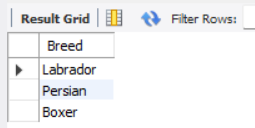 Result Grid Filter Rows:
Breed
Labrador
Persian
Boxer